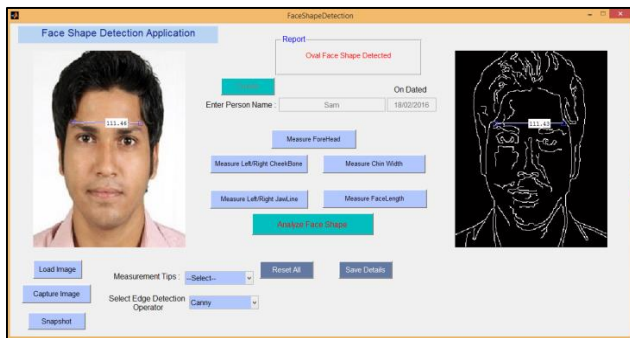 FaceShapeDetection
Face Shape Detection Application
Report
Oval Face Shape Detected
On Dated
Enter Person Name :
Sam
18/02/2016
111.46
111.43
Measure ForeHead
Measure Left/Right CheekBone
Measure Chin Width
Measure Left/Right JawLine
Measure FaceLength
Analyze Face Shape
Load Image
Measurement Tips :
--Select--
Reset All
Save Details
Capture Image
Select Edge Detection
Operator
Canny
Snapshot